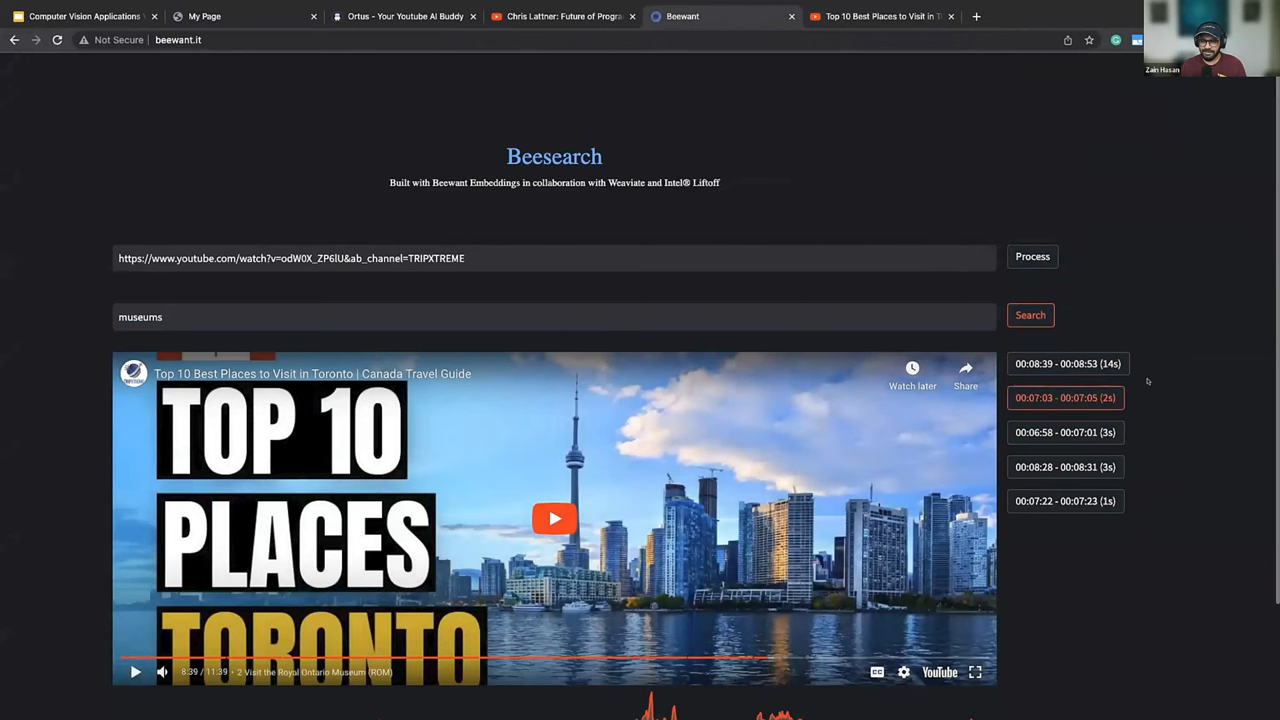 Computer Vision Applications
My Page
Ortus - Your Youtube AI Buddy
Chris Lattner: Future of Progra
Beewant
Top 10 Best Places to Visit in T
Not Secure
beewant.it
Zain Hasan
Beesearch
Built with Beewant Embeddings in collaboration with Weaviate and Intel® Liftoff
https://www.youtube.com/watch?v=odW0X_ZP6lU&ab_channel=TRIPXTREME
Process
museums
Search
Top 10 Best Places to Visit in Toronto | Canada Travel Guide
Watch later
Share
TOP 10
PLACES
TORONTO
8:39 / 11:39 • 2 Visit the Royal Ontario Museum (ROM)
CC
YouTube
00:08:39 - 00:08:53 (14s)
00:07:03 - 00:07:05 (2s)
00:06:58 - 00:07:01 (3s)
00:08:28 - 00:08:31 (3s)
00:07:22 - 00:07:23 (1s)